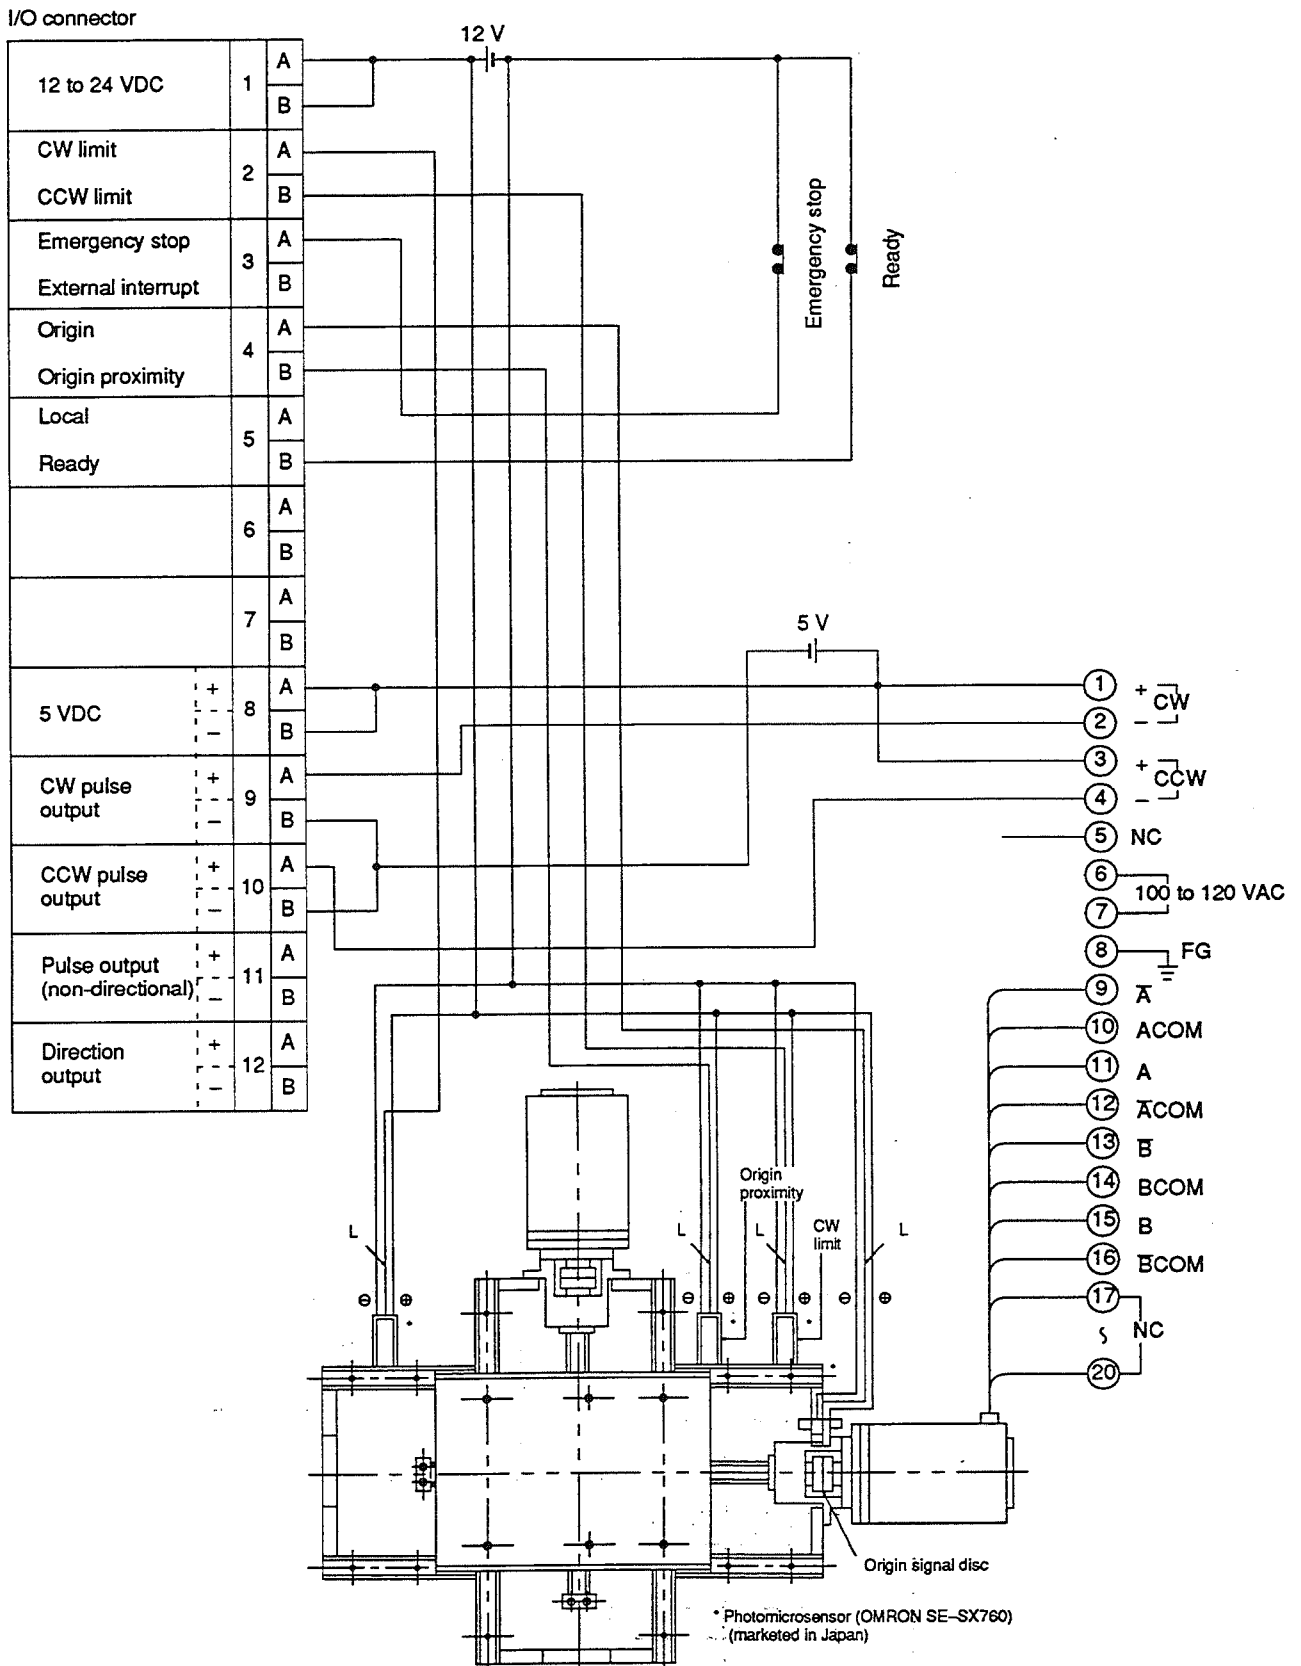 I/O connector
12 V
12 to 24 VDC 1 A
B
CW limit 2 A
CCW limit B
Emergency stop 3 A
External interrupt B
Origin 4 A
Origin proximity B
Local 5 A
Ready B
6 A
B
7 A
B
5 VDC + 8 A
– B
CW pulse + 9 A
output – B
CCW pulse + 10 A
output – B
Pulse output + 11 A
(non-directional) – B
Direction + 12 A
output – B
Emergency stop
Ready
5 V
1 + CW
2 –
3 + CCW
4 –
5 NC
6 100 to 120 VAC
7
8 FG
9 A̅
10 ACOM
11 A
12 A̅COM
13 B̅
14 BCOM
15 B
16 B̅COM
17 NC
20
Origin
proximity
CW
limit
L L L L
⊖ ⊕ ⊖ ⊕ ⊖ ⊕ ⊖ ⊕
* * * *
Origin signal disc
* Photomicrosensor (OMRON SE–SX760)
(marketed in Japan)